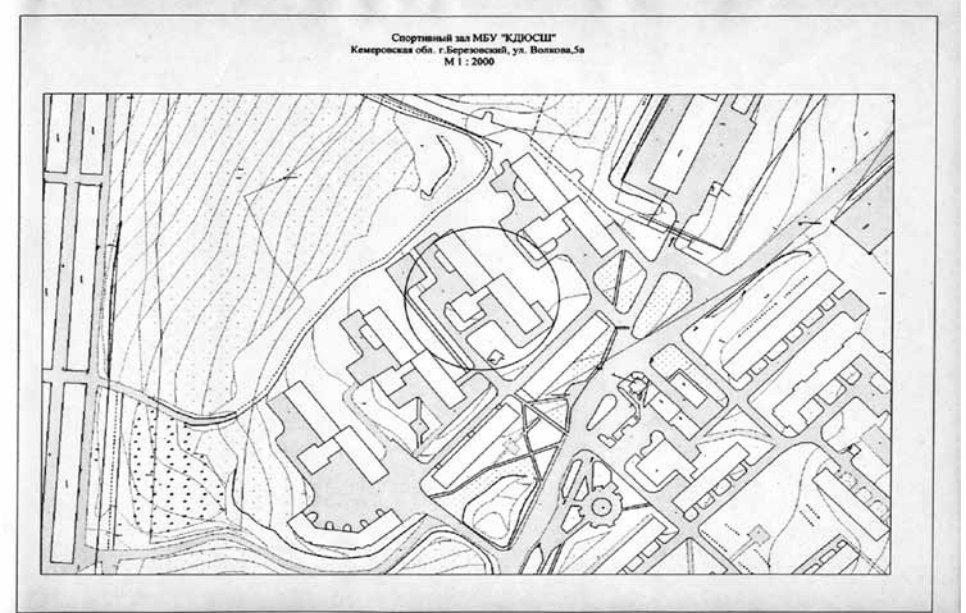 Спортивный зал МБУ "КДЮСШ"
Кемеровская обл. г.Березовский, ул. Волкова,5а
М 1 : 2000